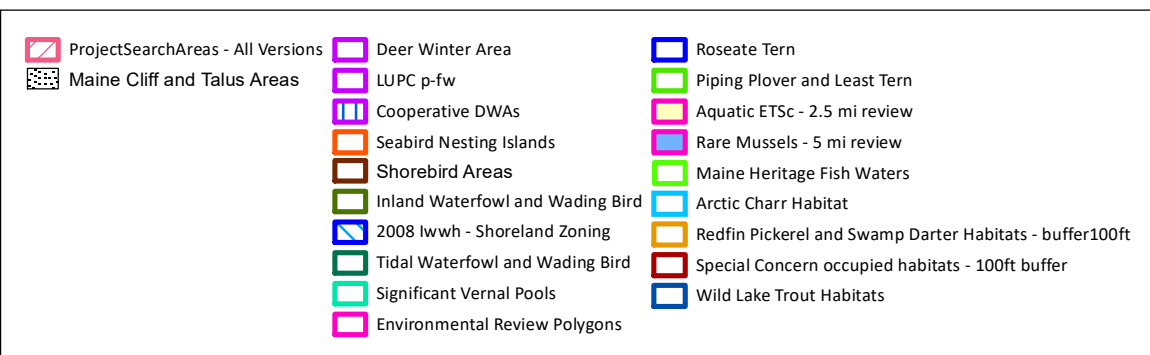 ProjectSearchAreas - All Versions
Maine Cliff and Talus Areas
Deer Winter Area
LUPC p-fw
Cooperative DWAs
Seabird Nesting Islands
Shorebird Areas
Inland Waterfowl and Wading Bird
2008 Iwwh - Shoreland Zoning
Tidal Waterfowl and Wading Bird
Significant Vernal Pools
Environmental Review Polygons
Roseate Tern
Piping Plover and Least Tern
Aquatic ETSc - 2.5 mi review
Rare Mussels - 5 mi review
Maine Heritage Fish Waters
Arctic Charr Habitat
Redfin Pickerel and Swamp Darter Habitats - buffer100ft
Special Concern occupied habitats - 100ft buffer
Wild Lake Trout Habitats